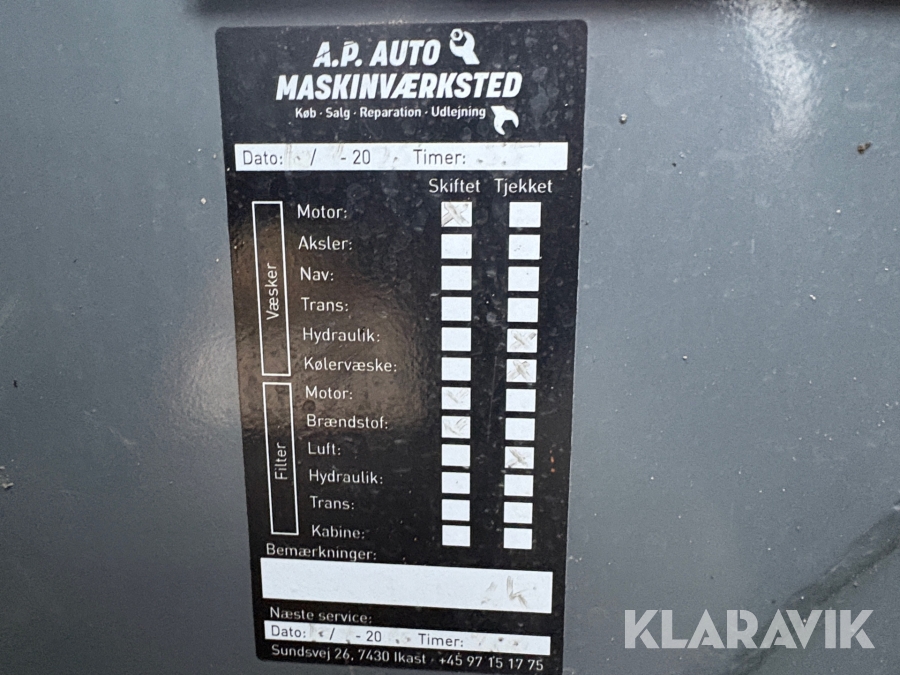 A.P. AUTO
MASKINVÆRKSTED
Køb · Salg · Reparation · Udlejning
Dato: / - 20 Timer:
Skiftet Tjekket
Væsker
Motor:
Aksler:
Nav:
Trans:
Hydraulik:
Kølervæske:
Filter
Motor:
Brændstof:
Luft:
Hydraulik:
Trans:
Kabine:
Bemærkninger:
Næste service:
Dato: / - 20 Timer:
Sundsvej 26, 7430 Ikast · +45 97 15 17 75
KLARAVIK